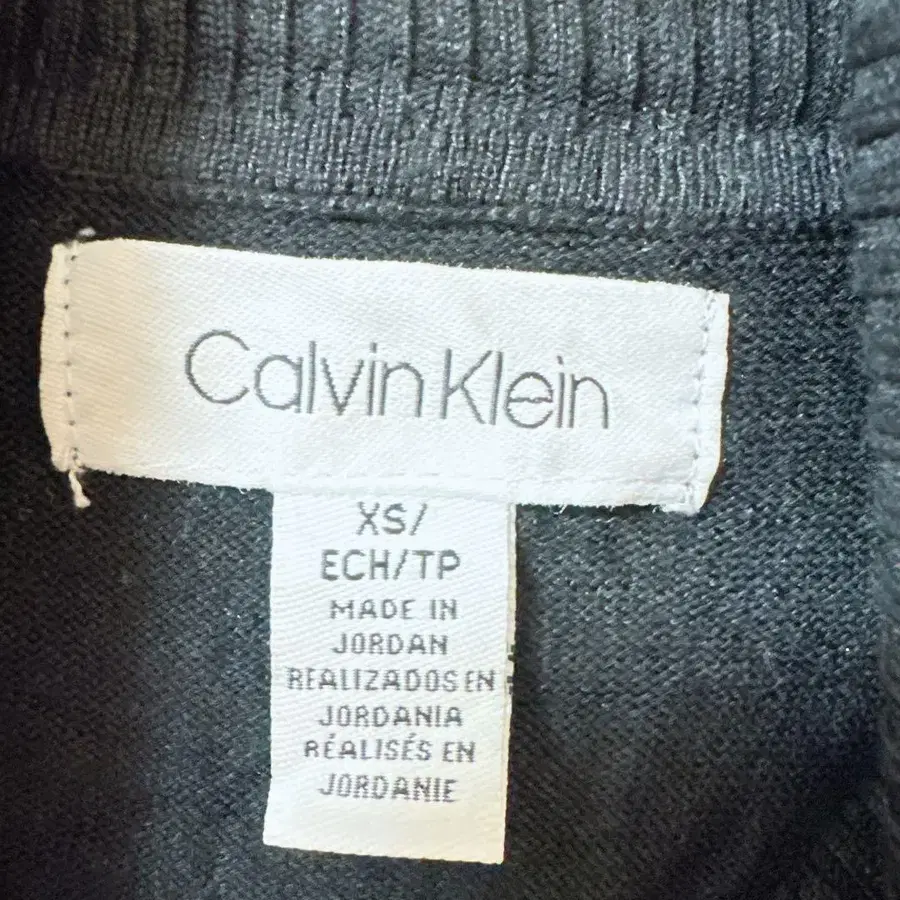 Calvin Klein
XS/
ECH/TP
MADE IN
JORDAN
REALIZADOS EN
JORDANIA
RÉALISÉS EN
JORDANIE